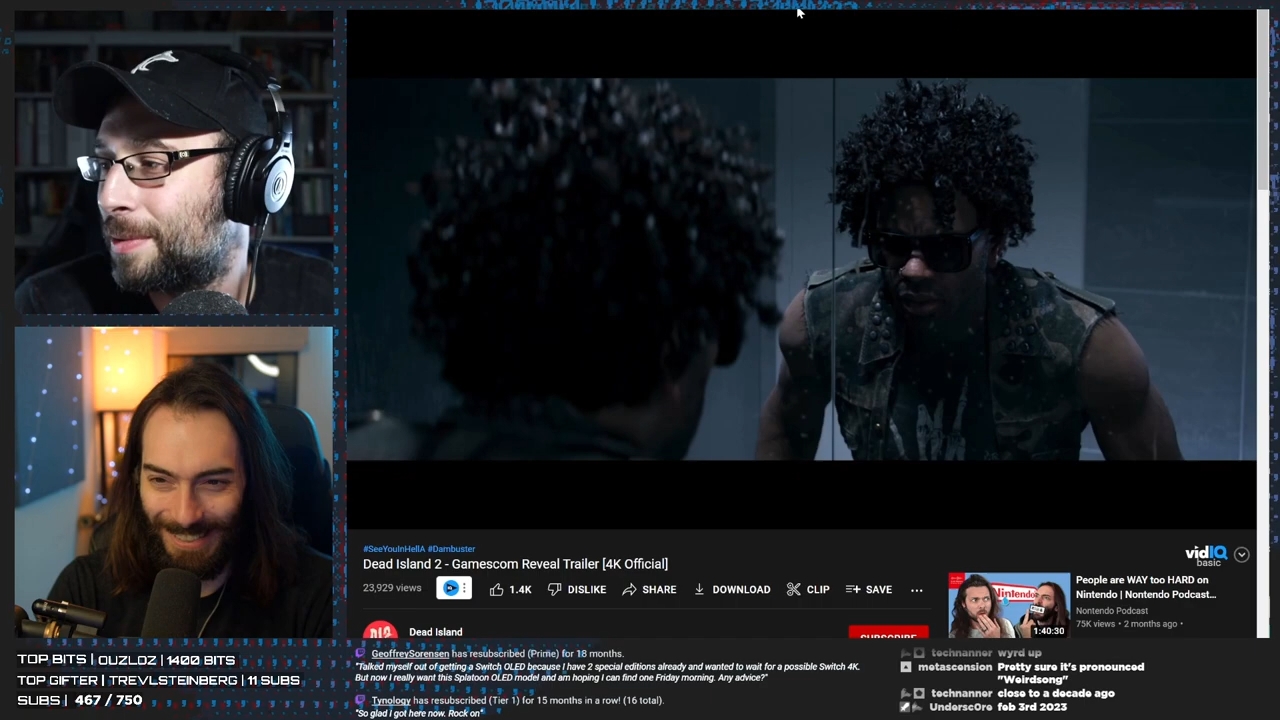 #SeeYouInHellA #Dambuster
Dead Island 2 - Gamescom Reveal Trailer [4K Official]
23,929 views
1.4K
DISLIKE
SHARE
DOWNLOAD
CLIP
SAVE
Dead Island
SUBSCRIBE
vidIQ
basic
Nintendo
1:40:30
People are WAY too HARD on
Nintendo | Nontendo Podcast...
Nontendo Podcast
75K views • 2 months ago •
TOP BITS | OUZLOZ | 1400 BITS
TOP GIFTER | TREVLSTEINBERG | 11 SUBS
SUBS | 467 / 750
GeoffreySorensen has resubscribed (Prime) for 18 months.
"Talked myself out of getting a Switch OLED because I have 2 special editions already and wanted to wait for a possible Switch 4K.
But now I really want this Splatoon OLED model and am hoping I can find one Friday morning. Any advice?"
Tynology has resubscribed (Tier 1) for 15 months in a row! (16 total).
"So glad I got here now. Rock on"
technanner wyrd up
metascension Pretty sure it's pronounced
"Weirdsong"
technanner close to a decade ago
Undersc0re feb 3rd 2023